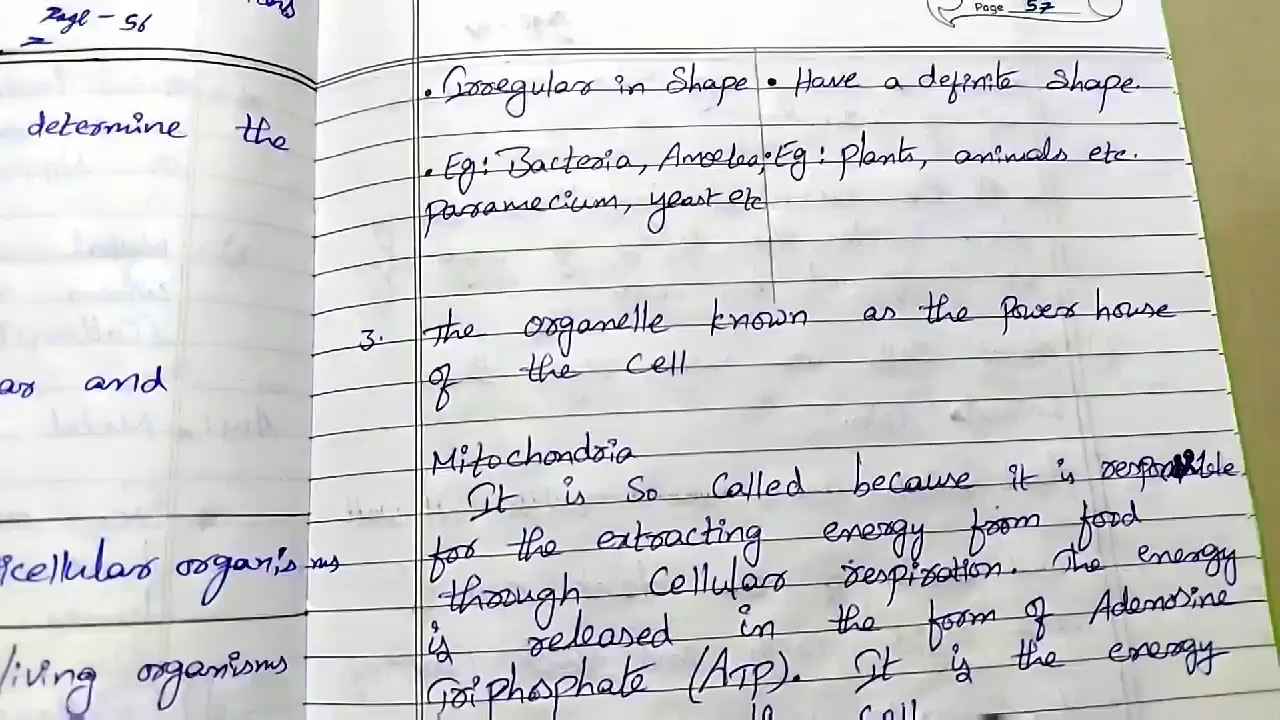 Page - 56
determine the
ar and
icellular organisms
living organisms
Page 57
• Irregular in Shape • Have a definite shape.
• Eg: Bacteria, Amoeba, • Eg: plants, animals etc.
paramecium, yeast etc
3. The organelle known as the power house
of the cell
Mitochondria
It is so called because it is responsible
for the extracting energy from food
through cellular respiration. The energy
is released in the form of Adenosine
Triphosphate (ATP). It is the energy
cell